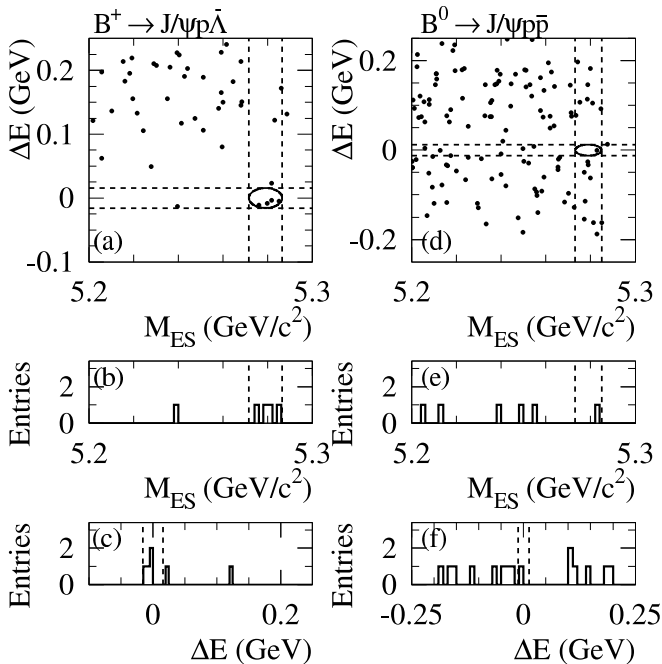 B⁺ → J/ψpΛ̄
B⁰ → J/ψpp̄
ΔE (GeV)
0.2
0.1
0
-0.1
(a)
5.2
5.3
M_ES (GeV/c²)
ΔE (GeV)
0.2
0
-0.2
(d)
5.2
5.3
M_ES (GeV/c²)
Entries
2
0
(b)
5.2
5.3
M_ES (GeV/c²)
Entries
2
0
(e)
5.2
5.3
M_ES (GeV/c²)
Entries
2
0
(c)
0
0.2
ΔE (GeV)
Entries
2
0
(f)
-0.25
0
0.25
ΔE (GeV)